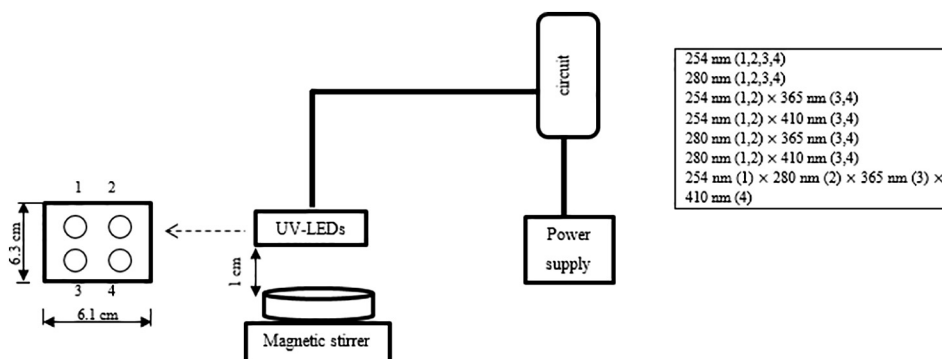 circuit
254 nm (1,2,3,4)
280 nm (1,2,3,4)
254 nm (1,2) × 365 nm (3,4)
254 nm (1,2) × 410 nm (3,4)
280 nm (1,2) × 365 nm (3,4)
280 nm (1,2) × 410 nm (3,4)
254 nm (1) × 280 nm (2) × 365 nm (3) ×
410 nm (4)
1 2
6.3 cm
3 4
6.1 cm
UV-LEDs
1 cm
Magnetic stirrer
Power
supply